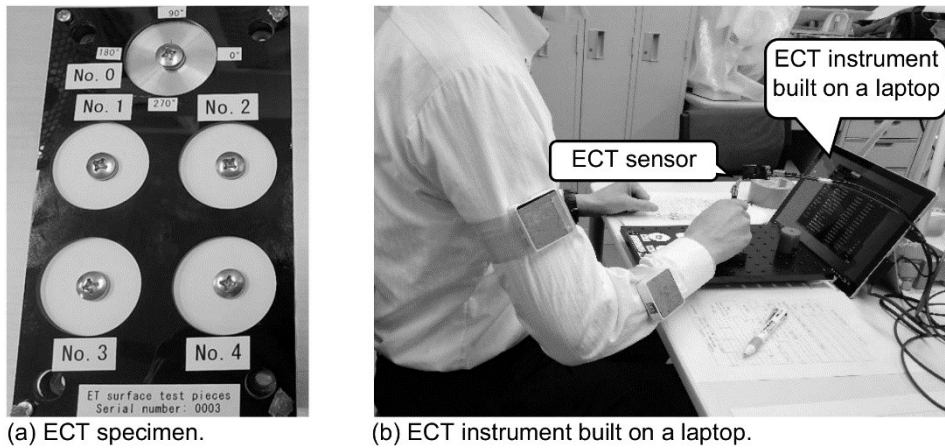 90°
180°
0°
No. 0
270°
No. 1
No. 2
No. 3
No. 4
ET surface test pieces
Serial number: 0003
(a) ECT specimen.
ECT instrument
built on a laptop
ECT sensor
(b) ECT instrument built on a laptop.